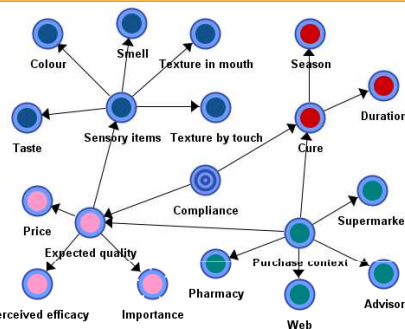 Smell
Colour
Texture in mouth
Season
Duration
Taste
Sensory items
Texture by touch
Cure
Compliance
Price
Supermarke
Expected quality
Purchase context
Pharmacy
Advisor
erceived efficacy
Importance
Web